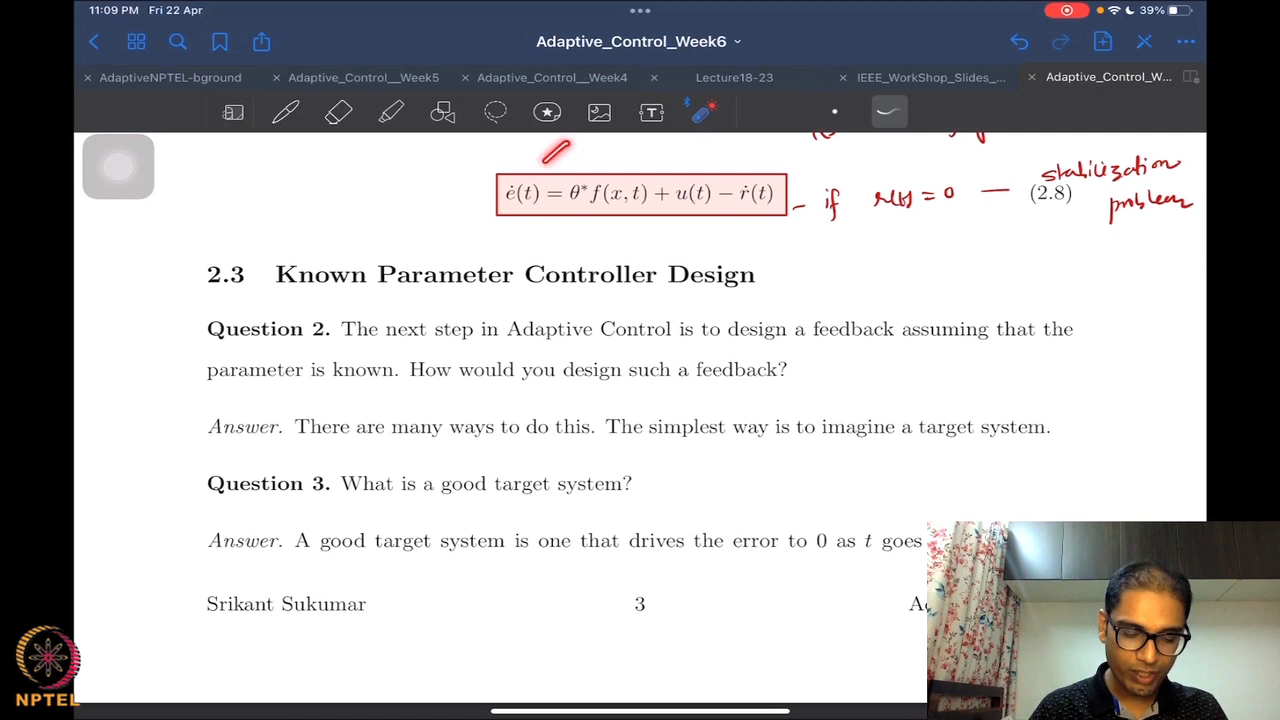 11:09 PM Fri 22 Apr 39%
Adaptive_Control_Week6
AdaptiveNPTEL-bground Adaptive_Control__Week5 Adaptive_Control__Week4 Lecture18-23 IEEE_WorkShop_Slides_... Adaptive_Control_W...
stabilization
ė(t) = θ*f(x, t) + u(t) − ṙ(t) – if r(t) = 0 — (2.8)
problem
2.3 Known Parameter Controller Design
Question 2. The next step in Adaptive Control is to design a feedback assuming that the
parameter is known. How would you design such a feedback?
Answer. There are many ways to do this. The simplest way is to imagine a target system.
Question 3. What is a good target system?
Answer. A good target system is one that drives the error to 0 as t goes
Srikant Sukumar 3
NPTEL